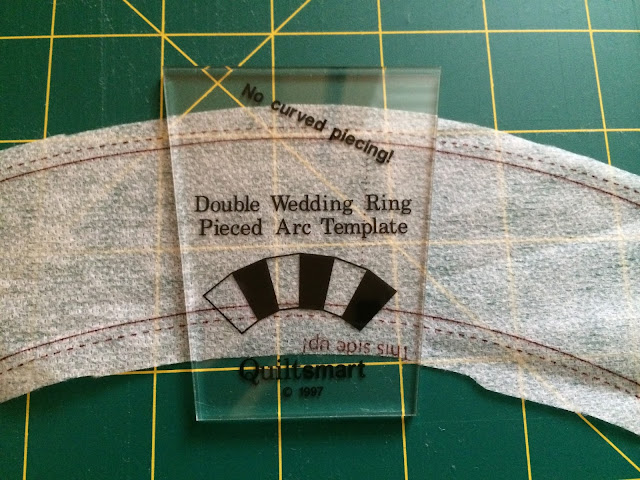 No curved piecing!
Double Wedding Ring
Pieced Arc Template
this side up!
Quiltsmart
© 1997